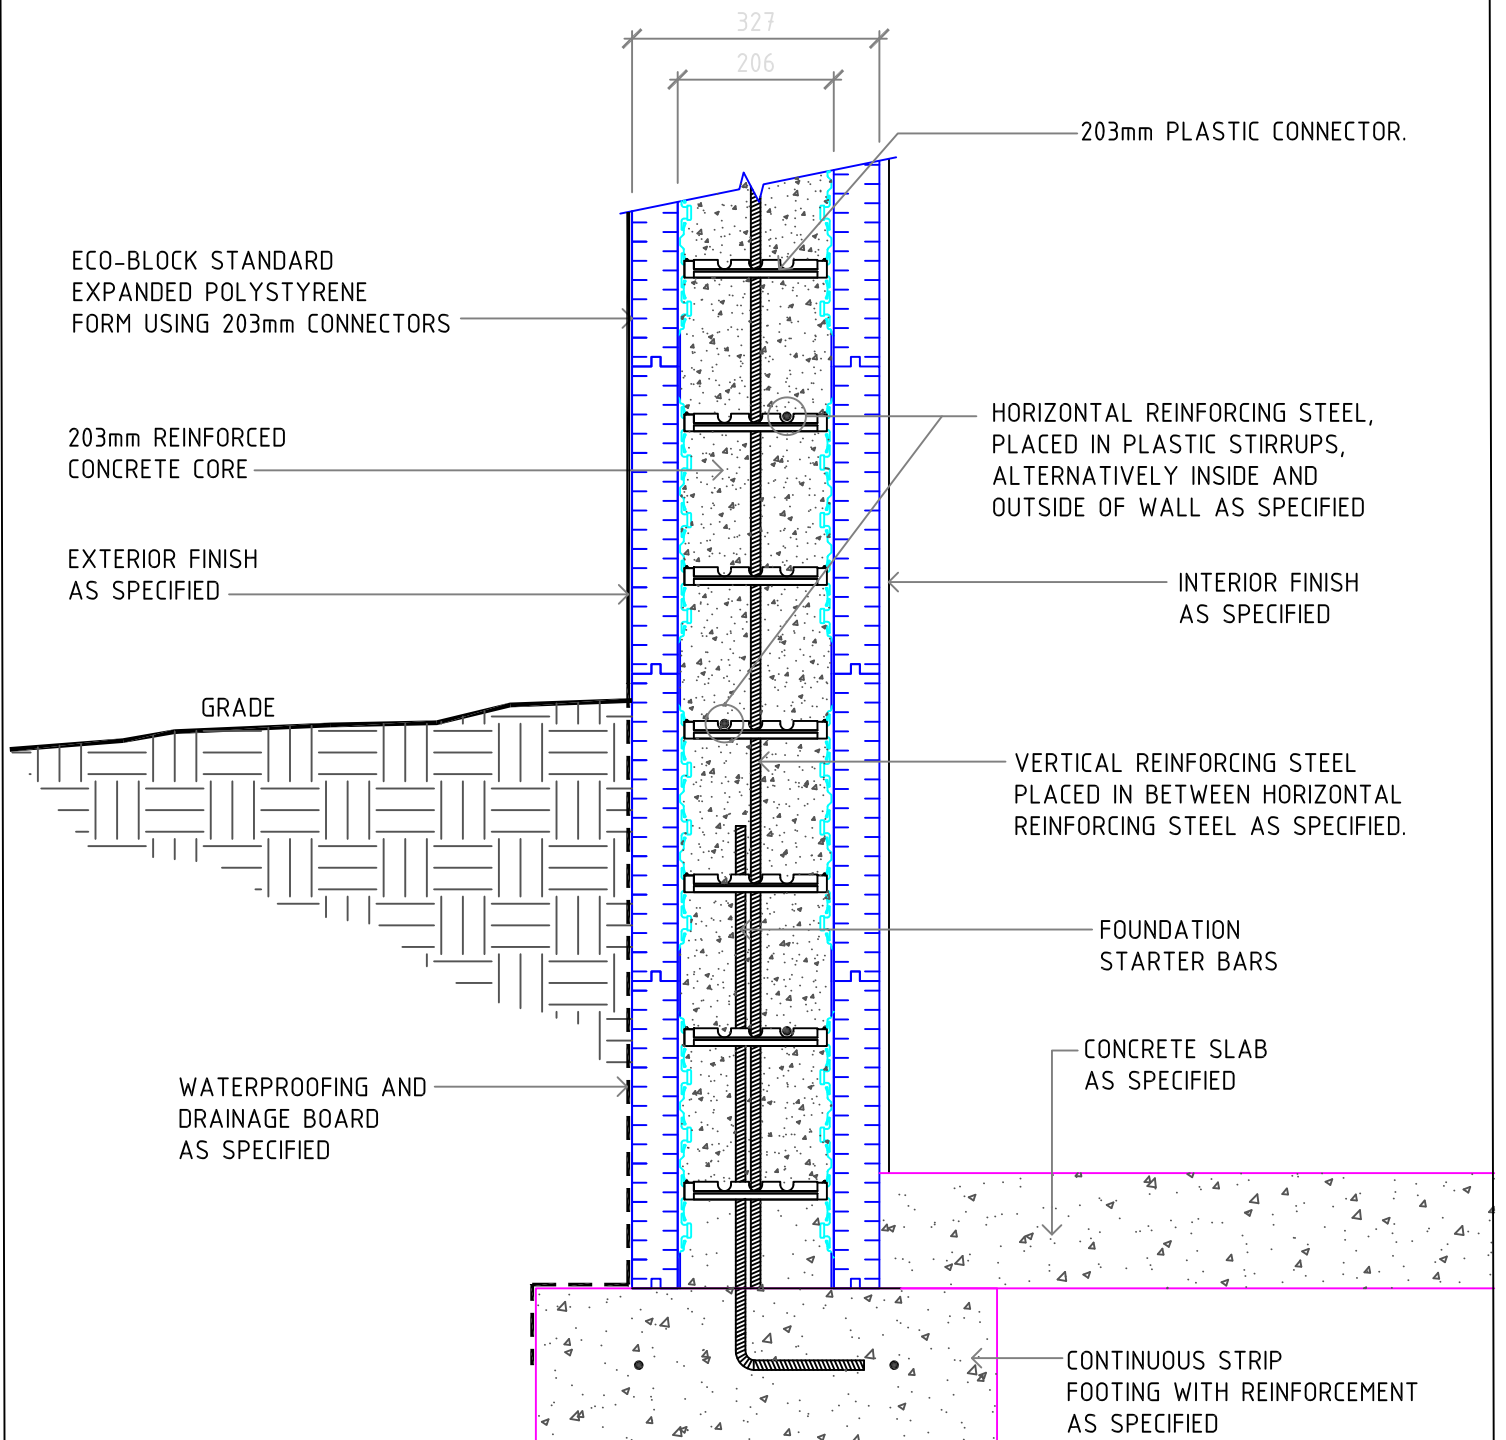 327
206
203mm PLASTIC CONNECTOR.
ECO-BLOCK STANDARD
EXPANDED POLYSTYRENE
FORM USING 203mm CONNECTORS
HORIZONTAL REINFORCING STEEL,
PLACED IN PLASTIC STIRRUPS,
ALTERNATIVELY INSIDE AND
OUTSIDE OF WALL AS SPECIFIED
203mm REINFORCED
CONCRETE CORE
EXTERIOR FINISH
AS SPECIFIED
INTERIOR FINISH
AS SPECIFIED
GRADE
VERTICAL REINFORCING STEEL
PLACED IN BETWEEN HORIZONTAL
REINFORCING STEEL AS SPECIFIED.
FOUNDATION
STARTER BARS
CONCRETE SLAB
AS SPECIFIED
WATERPROOFING AND
DRAINAGE BOARD
AS SPECIFIED
CONTINUOUS STRIP
FOOTING WITH REINFORCEMENT
AS SPECIFIED